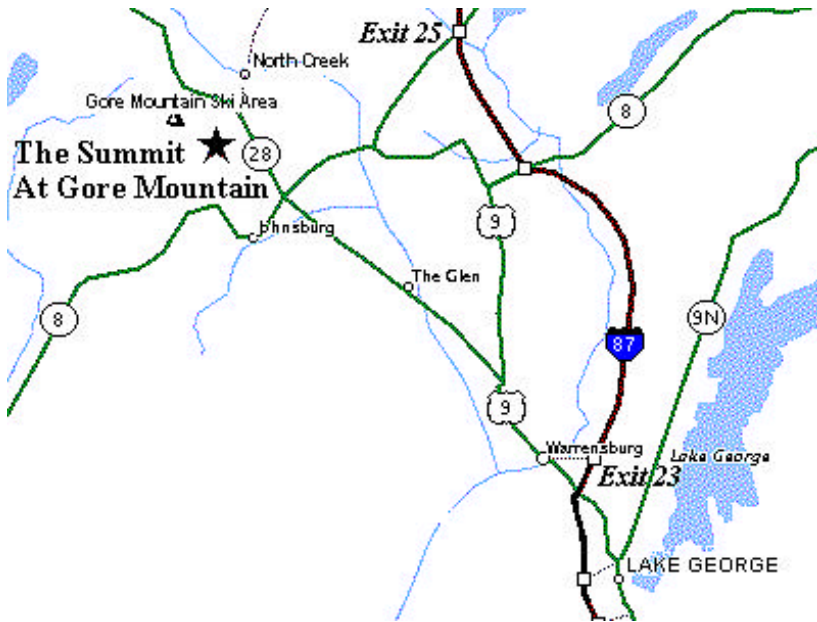 Exit 25
North Creek
Gore Mountain Ski Area
8
The Summit
At Gore Mountain
28
9
Johnsburg
The Glen
8
9N
87
9
Warrensburg
Lake George
Exit 23
LAKE GEORGE